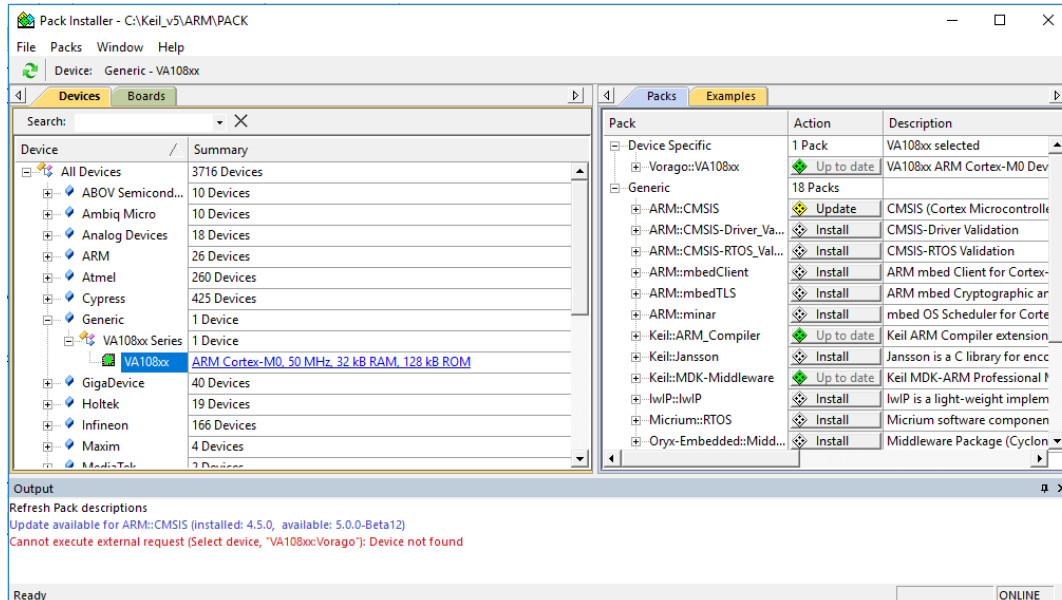 Pack Installer - C:\Keil_v5\ARM\PACK
File Packs Window Help
Device: Generic - VA108xx
Devices Boards
Search:
Device Summary
All Devices 3716 Devices
ABOV Semicond... 10 Devices
Ambiq Micro 10 Devices
Analog Devices 18 Devices
ARM 26 Devices
Atmel 260 Devices
Cypress 425 Devices
Generic 1 Device
VA108xx Series 1 Device
VA108xx ARM Cortex-M0, 50 MHz, 32 kB RAM, 128 kB ROM
GigaDevice 40 Devices
Holtek 19 Devices
Infineon 166 Devices
Maxim 4 Devices
MediaTek 2 Devices
Packs Examples
Pack Action Description
Device Specific 1 Pack VA108xx selected
Vorago::VA108xx Up to date VA108xx ARM Cortex-M0 Dev
Generic 18 Packs
ARM::CMSIS Update CMSIS (Cortex Microcontrolle
ARM::CMSIS-Driver_Va... Install CMSIS-Driver Validation
ARM::CMSIS-RTOS_Val... Install CMSIS-RTOS Validation
ARM::mbedClient Install ARM mbed Client for Cortex-
ARM::mbedTLS Install ARM mbed Cryptographic an
ARM::minar Install mbed OS Scheduler for Corte
Keil::ARM_Compiler Up to date Keil ARM Compiler extension
Keil::Jansson Install Jansson is a C library for enco
Keil::MDK-Middleware Up to date Keil MDK-ARM Professional M
lwIP::lwIP Install lwIP is a light-weight implem
Micrium::RTOS Install Micrium software componen
Oryx-Embedded::Midd... Install Middleware Package (Cyclon
Output
Refresh Pack descriptions
Update available for ARM::CMSIS (installed: 4.5.0, available: 5.0.0-Beta12)
Cannot execute external request (Select device, "VA108xx:Vorago"): Device not found
Ready ONLINE